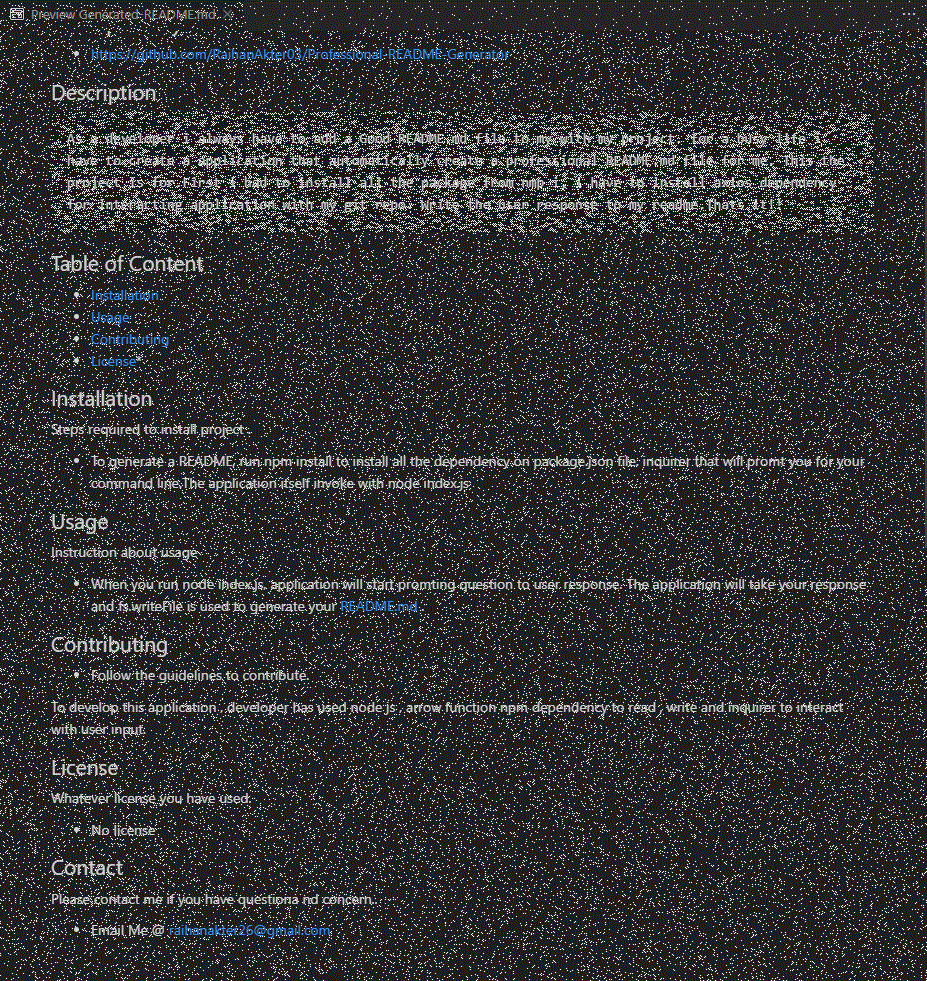 Preview Generated_README.md
https://github.com/RaihanAkter03/Professional-README-Generator
Description
As a developer I always have to add a good README.md file in my with my project. for a
have to create a application that automatically create a professional README.md file for me. This the
project is for First i had to install all the package from npm i, i have to install axios dependency
for interacting application with my repo. write the user response to my readme.Thats it!!
Table of Content
Installation
Usage
Contributing
License
Installation
Steps required to install project
To generate a README, run npm install to install all the dependency on package.json file, inquirer that will promt you for your
command line.The application itself invoke with node index.js
Usage
Instruction about usage
When you run node index.js, application will start promting question to user response. The application will take your response
and fs.writeFile is used to generate your README.md.
Contributing
Follow the guidelines to contribute.
To develop this application , developer has used node js , arrow function npm dependency to read , write and inquirer to interact
with user input.
License
Whatever license you have used.
No license
Contact
Please contact me if you have questiona nd concern.
Email Me @ raihanakter26@gmail.com